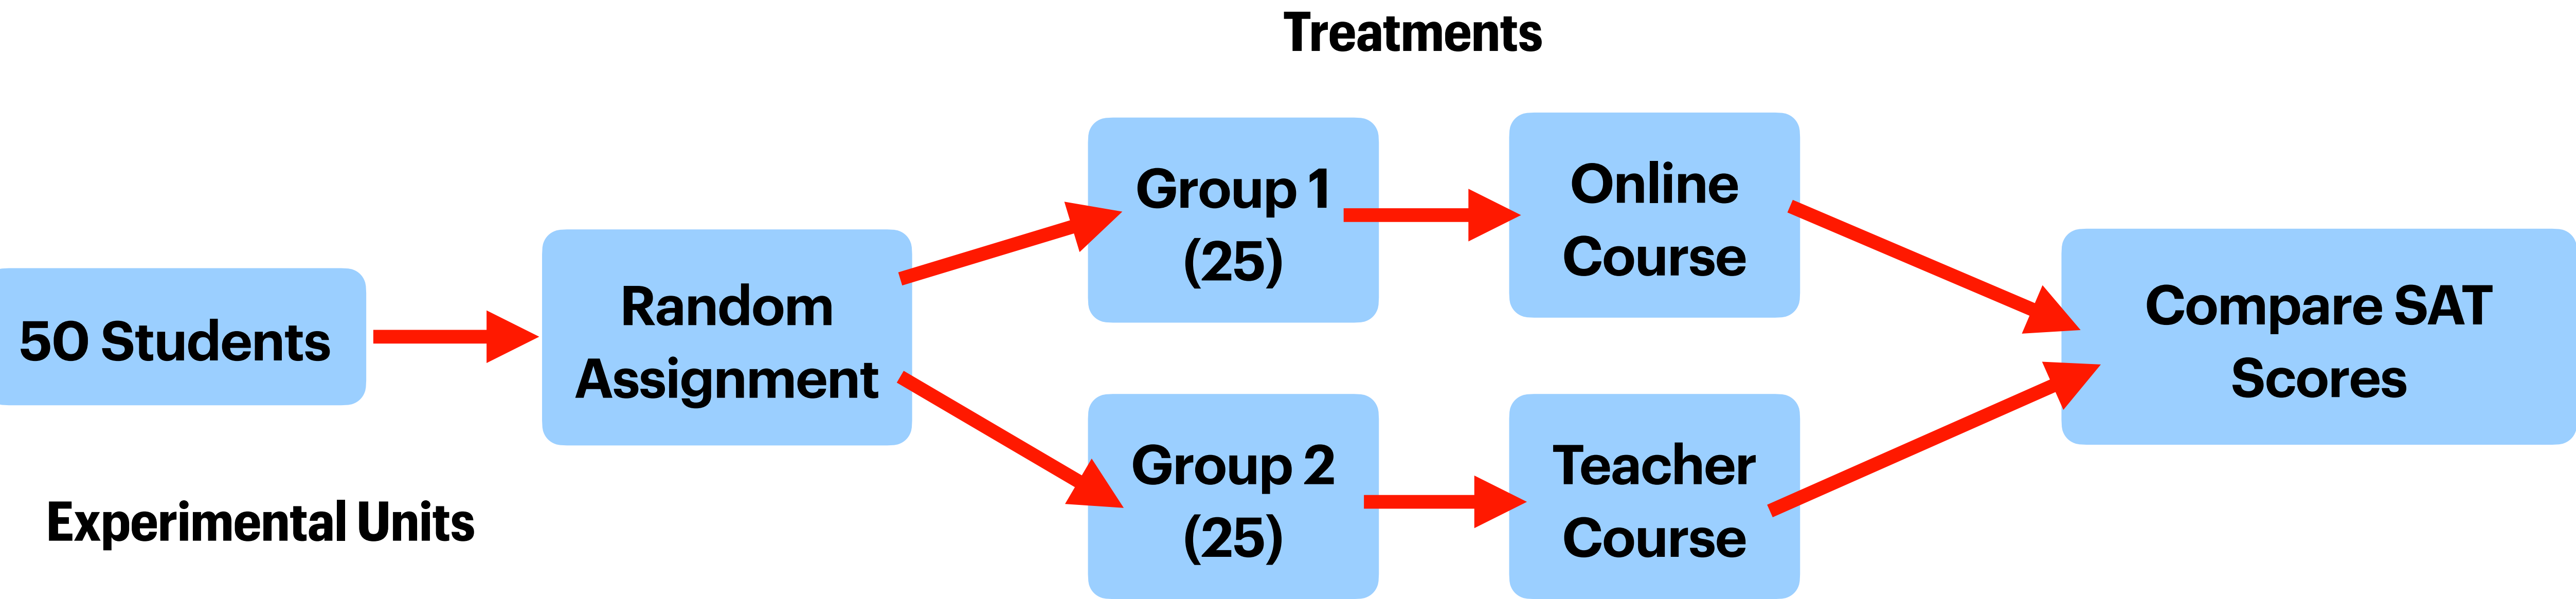 Treatments
50 Students
Experimental Units
Random
Assignment
Group 1
(25)
Online
Course
Group 2
(25)
Teacher
Course
Compare SAT
Scores